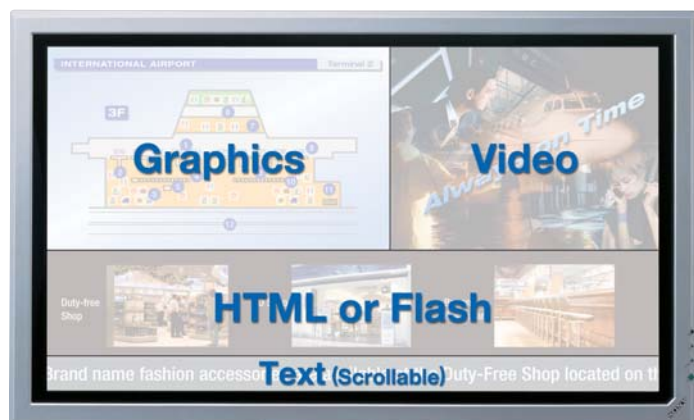 INTERNATIONAL AIRPORT
Terminal 2
3F
Graphics
Video
Always on Time
Duty-free
Shop
HTML or Flash
Text (Scrollable)
Brand name fashion accessories Duty-Free Shop located on th